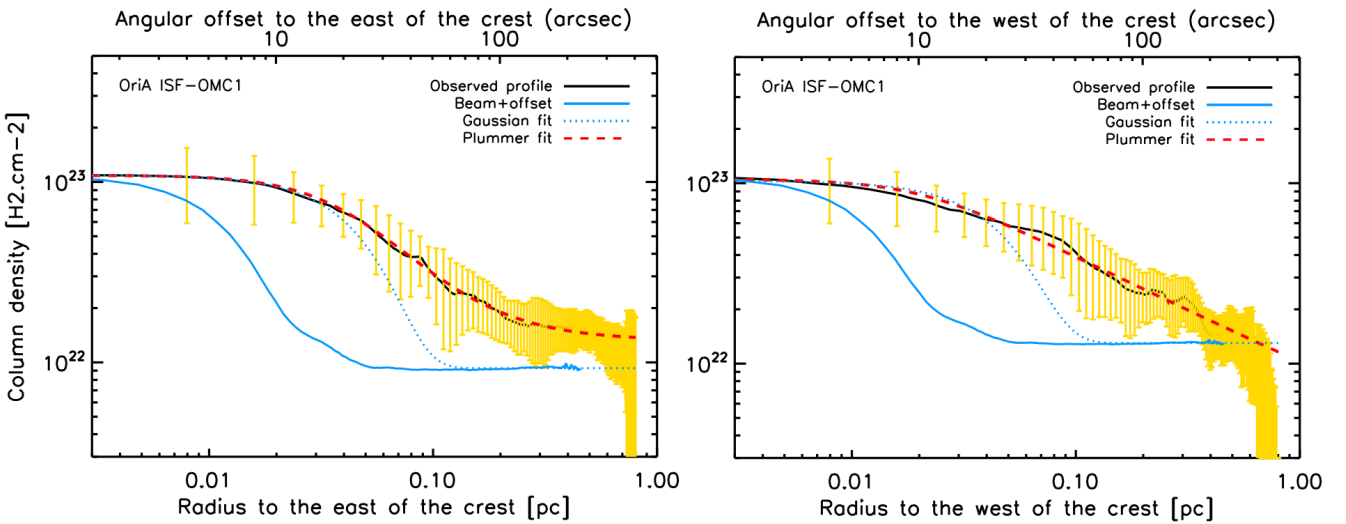 Angular offset to the east of the crest (arcsec)
10 100
OriA ISF-OMC1
Observed profile
Beam+offset
Gaussian fit
Plummer fit
Column density [H2.cm-2]
10^23
10^22
0.01 0.10 1.00
Radius to the east of the crest [pc]
Angular offset to the west of the crest (arcsec)
10 100
OriA ISF-OMC1
Observed profile
Beam+offset
Gaussian fit
Plummer fit
10^23
10^22
0.01 0.10 1.00
Radius to the west of the crest [pc]